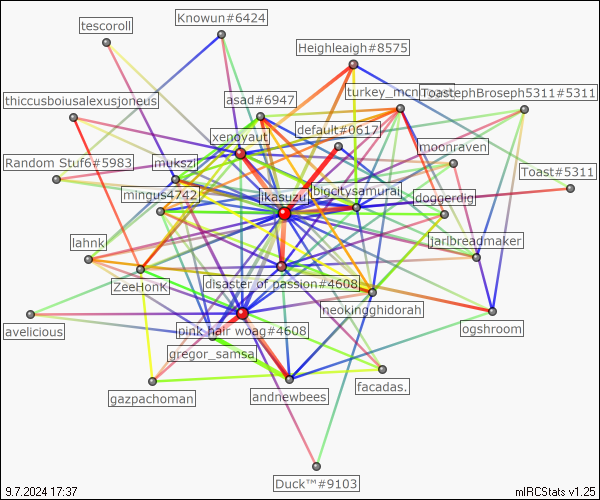 Knowun#6424
tescoroll
Heighleaigh#8575
turkey_mcn
ToastephBroseph5311#5311
asad#6947
thiccusboiusalexusjoneus
default#0617
xenoyaut
moonraven
Random Stuf6#5983
mukszil
Toast#5311
mingus4742
ikasuzu
bigcitysamurai
doggerdig
lahnk
jarlbreadmaker
ZeeHonK
disaster of passion#4608
neokingghidorah
avelicious
pink hair woag#4608
ogshroom
gregor_samsa
facadas.
gazpachoman
andnewbees
Duck™#9103
9.7.2024 17:37
mIRCStats v1.25